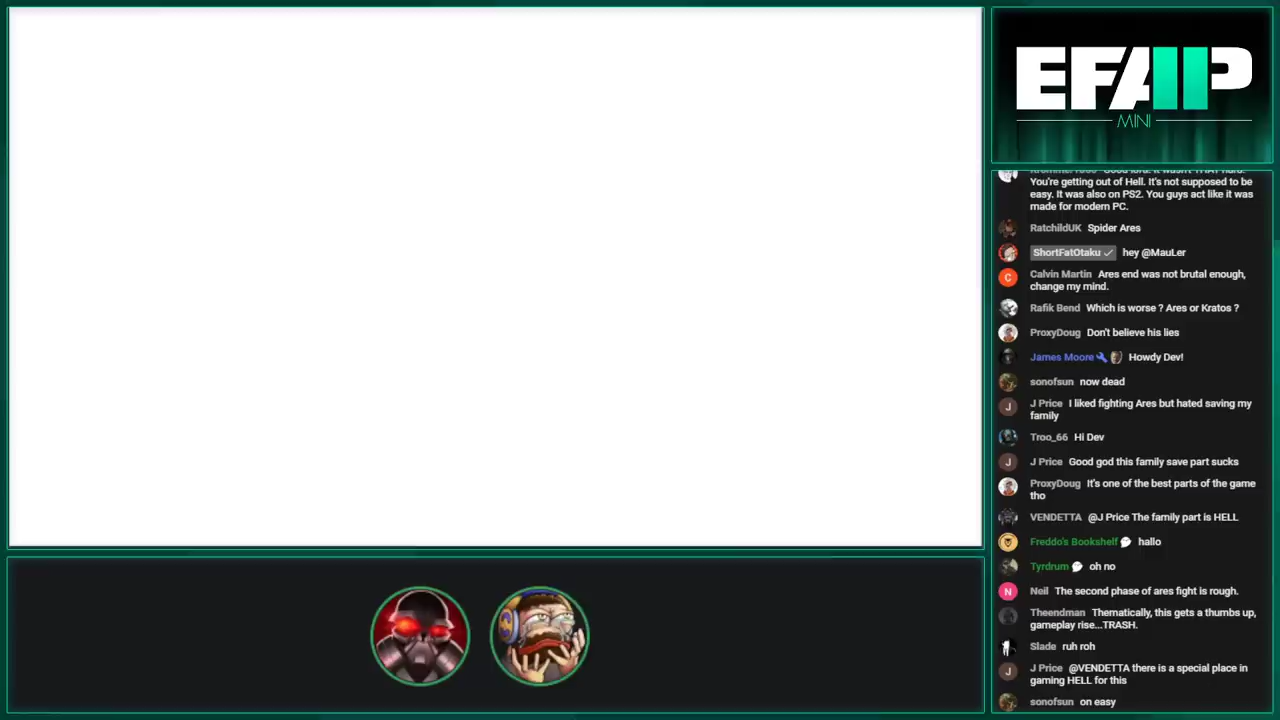 EFAP
MINI
You're getting out of Hell. It's not supposed to be
easy. It was also on PS2. You guys act like it was
made for modern PC.
RatchildUK Spider Ares
ShortFatOtaku hey @MauLer
C Calvin Martin Ares end was not brutal enough,
change my mind.
Rafik Bend Which is worse ? Ares or Kratos ?
ProxyDoug Don't believe his lies
James Moore Howdy Dev!
sonofsun now dead
J J Price I liked fighting Ares but hated saving my
family
Troo_66 Hi Dev
J J Price Good god this family save part sucks
ProxyDoug It's one of the best parts of the game
tho
VENDETTA @J Price The family part is HELL
Freddo's Bookshelf hallo
Tyrdrum oh no
N Neil The second phase of ares fight is rough.
Theendman Thematically, this gets a thumbs up,
gameplay rise...TRASH.
Slade ruh roh
J J Price @VENDETTA there is a special place in
gaming HELL for this
sonofsun on easy